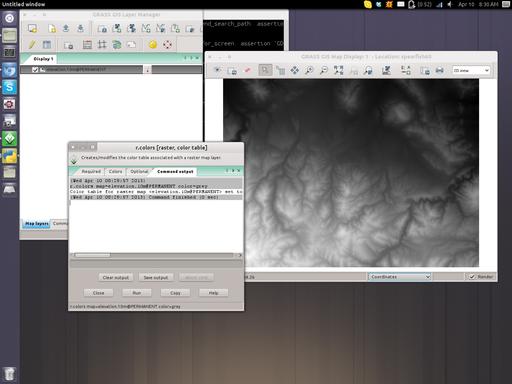 Untitled window
(0:52)
Apr 10
8:30 AM
GRASS GIS Layer Manager
nd_search_path assertio
for_screen assertion 'GD
Display 1
elevation.10m@PERMANENT
GRASS GIS Map Display: 1 - Location: spearfish60
2D view
r.colors [raster, color table]
Creates/modifies the color table associated with a raster map layer.
Required
Colors
Optional
Command output
(Wed Apr 10 08:29:57 2013)
r.colors map=elevation.10m@PERMANENT color=grey
Color table for raster map <elevation.10m@PERMANENT> set to
(Wed Apr 10 08:29:57 2013) Command finished (0 sec)
Clear output
Save output
Close
Run
Copy
Help
r.colors map=elevation.10m@PERMANENT color=grey
Map layers
Comma
Coordinates
Render